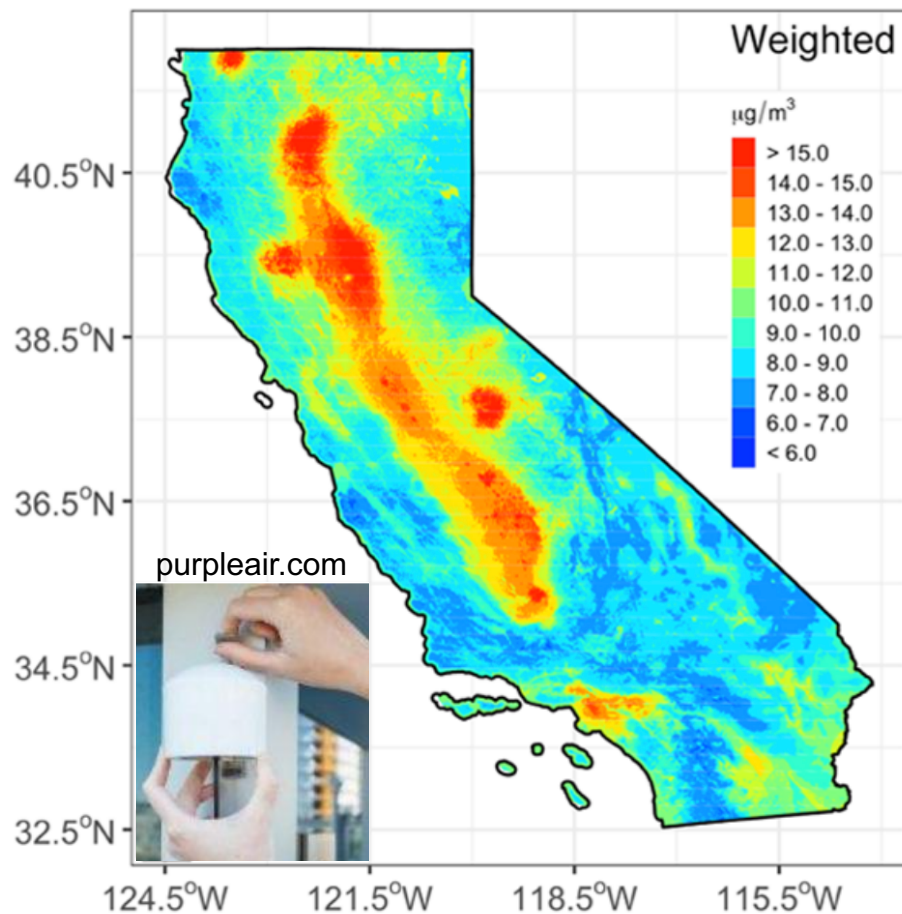 Weighted
μg/m³
> 15.0
14.0 - 15.0
13.0 - 14.0
12.0 - 13.0
11.0 - 12.0
10.0 - 11.0
9.0 - 10.0
8.0 - 9.0
7.0 - 8.0
6.0 - 7.0
< 6.0
40.5°N
38.5°N
36.5°N
34.5°N
32.5°N
purpleair.com
124.5°W 121.5°W 118.5°W 115.5°W